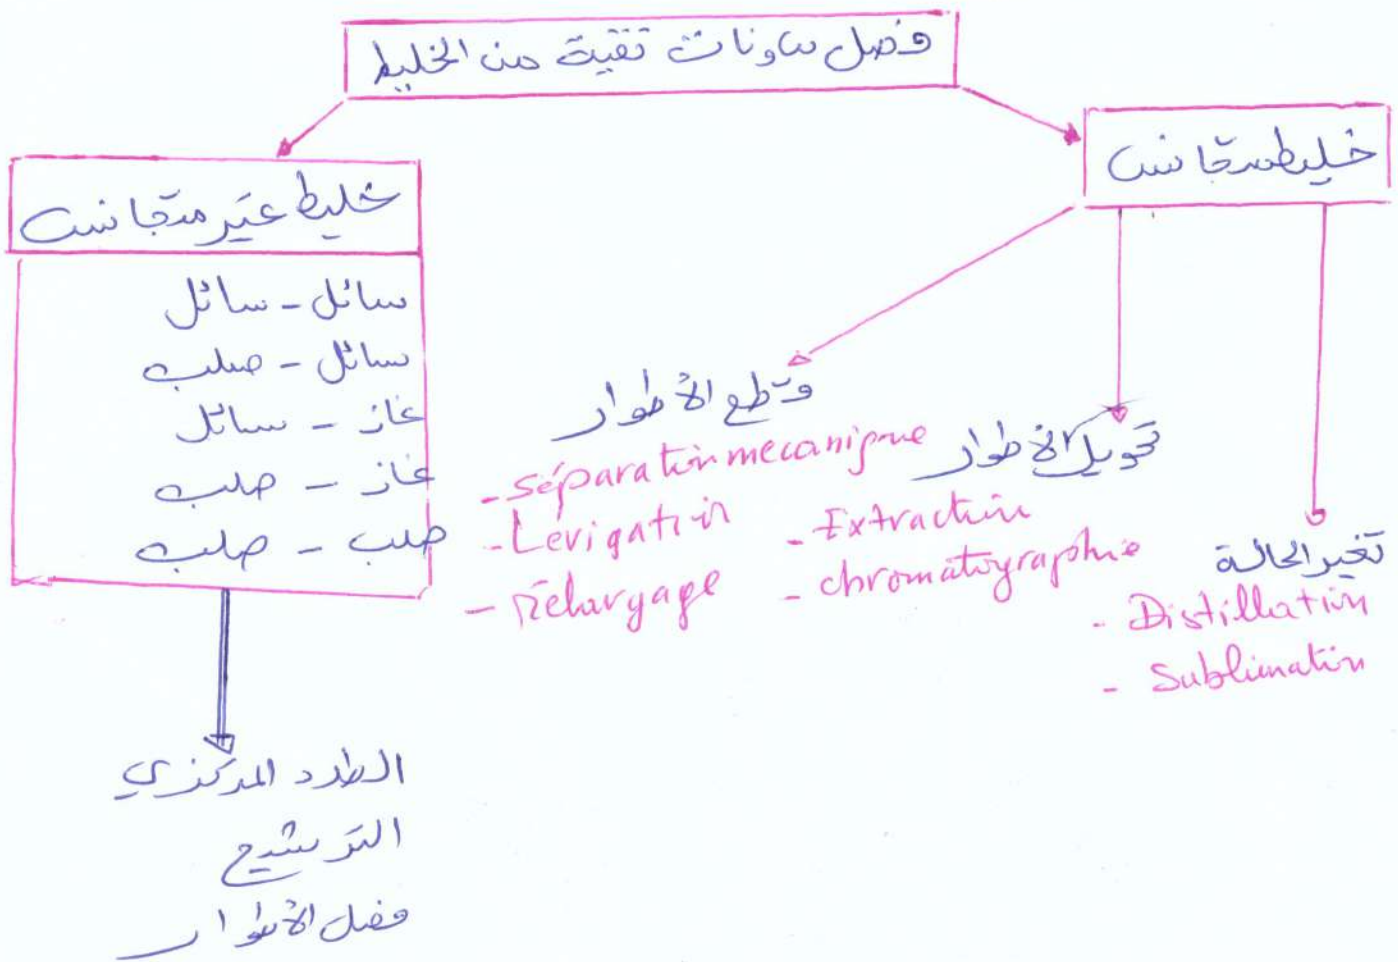 فصل مكونات نقية من الخليط
خليط متجانس
خليط غير متجانس
سائل - سائل
سائل - صلب
غاز - سائل
غاز - صلب
صلب - صلب
الطرد المركزي
الترشيح
فصل الأطوار
قطع الأطوار
- séparation mecanique
- Levigation
تحويل الأطوار
- Extraction
- chromatographie
تغير الحالة
- Distillation
- Sublimation